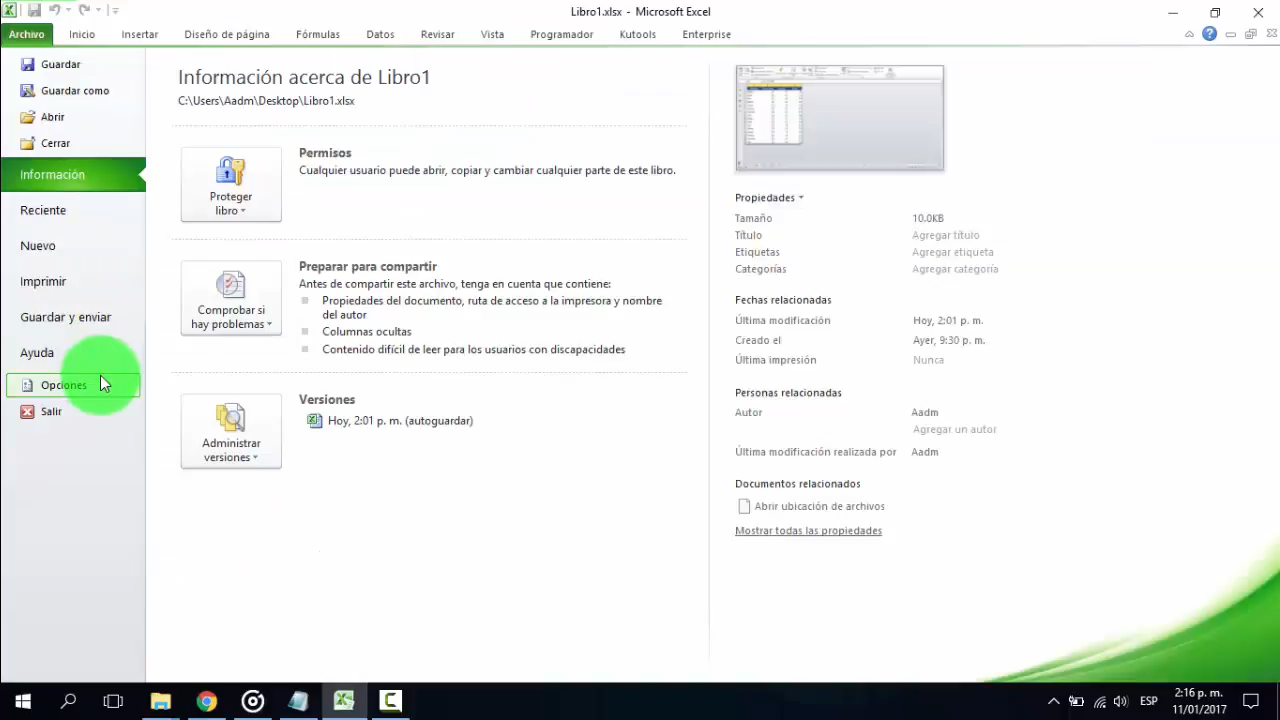 Libro1.xlsx - Microsoft Excel
Archivo Inicio Insertar Diseño de página Fórmulas Datos Revisar Vista Programador Kutools Enterprise
Guardar
Guardar como
Abrir
Cerrar
Información
Reciente
Nuevo
Imprimir
Guardar y enviar
Ayuda
Opciones
Salir
Información acerca de Libro1
C:\Users\Aadm\Desktop\Libro1.xlsx
Proteger
libro
Permisos
Cualquier usuario puede abrir, copiar y cambiar cualquier parte de este libro.
Comprobar si
hay problemas
Preparar para compartir
Antes de compartir este archivo, tenga en cuenta que contiene:
Propiedades del documento, ruta de acceso a la impresora y nombre
del autor
Columnas ocultas
Contenido difícil de leer para los usuarios con discapacidades
Administrar
versiones
Versiones
Hoy, 2:01 p. m. (autoguardar)
Propiedades
Tamaño 10.0KB
Título Agregar título
Etiquetas Agregar etiqueta
Categorías Agregar categoría
Fechas relacionadas
Última modificación Hoy, 2:01 p. m.
Creado el Ayer, 9:30 p. m.
Última impresión Nunca
Personas relacionadas
Autor Aadm
Agregar un autor
Última modificación realizada por Aadm
Documentos relacionados
Abrir ubicación de archivos
Mostrar todas las propiedades
ESP
2:16 p. m.
11/01/2017